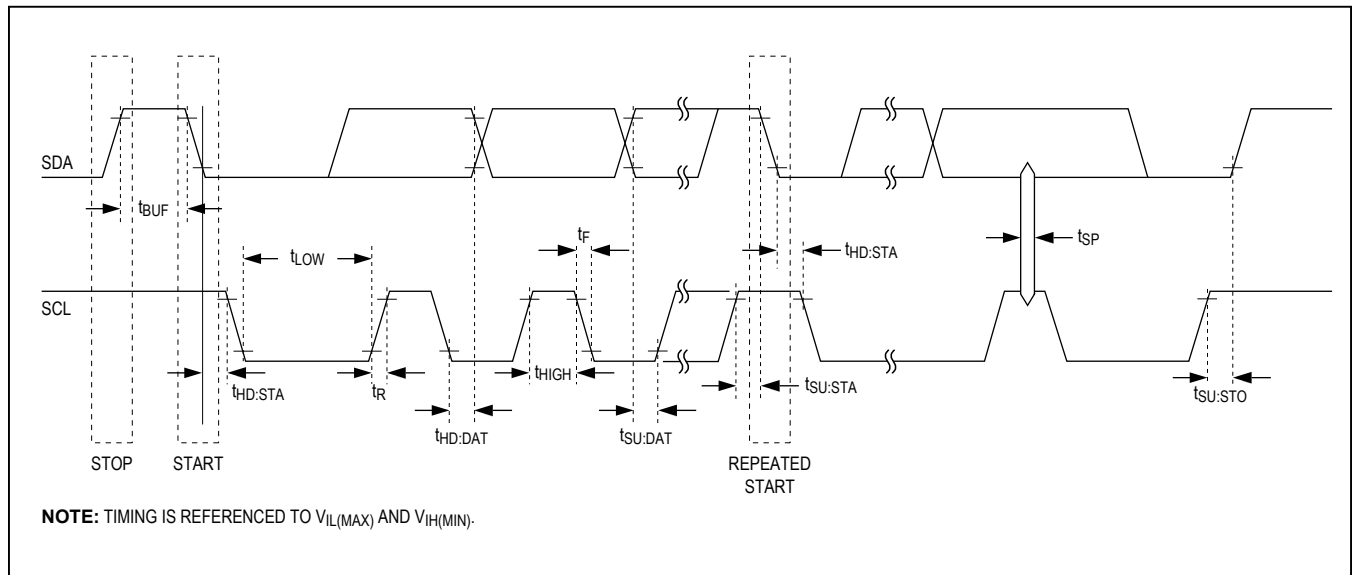 SDA
tBUF
tLOW
tF
tHD:STA
tSP
SCL
tHD:STA
tR
tHD:DAT
tHIGH
tSU:DAT
tSU:STA
tSU:STO
STOP
START
REPEATED
START
NOTE: TIMING IS REFERENCED TO VIL(MAX) AND VIH(MIN).